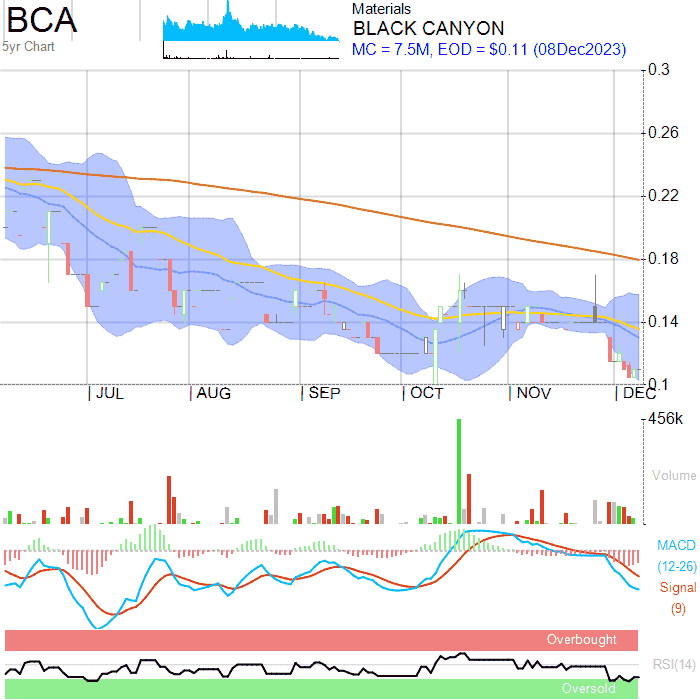 BCA
5yr Chart
Materials
BLACK CANYON
MC = 7.5M, EOD = $0.11 (08Dec2023)
0.3
0.26
0.22
0.18
0.14
0.1
JUL AUG SEP OCT NOV DEC
456k
Volume
MACD
(12-26)
Signal
(9)
Overbought
RSI(14)
Oversold